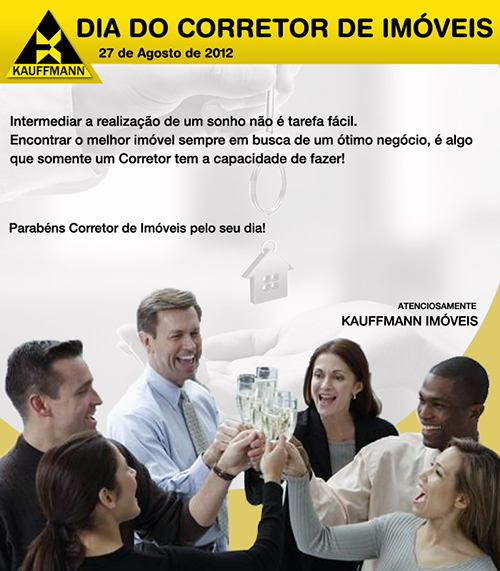 DIA DO CORRETOR DE IMÓVEIS
27 de Agosto de 2012
KAUFFMANN
Intermediar a realização de um sonho não é tarefa fácil.
Encontrar o melhor imóvel sempre em busca de um ótimo negócio, é algo
que somente um Corretor tem a capacidade de fazer!
Parabéns Corretor de Imóveis pelo seu dia!
ATENCIOSAMENTE
KAUFFMANN IMÓVEIS